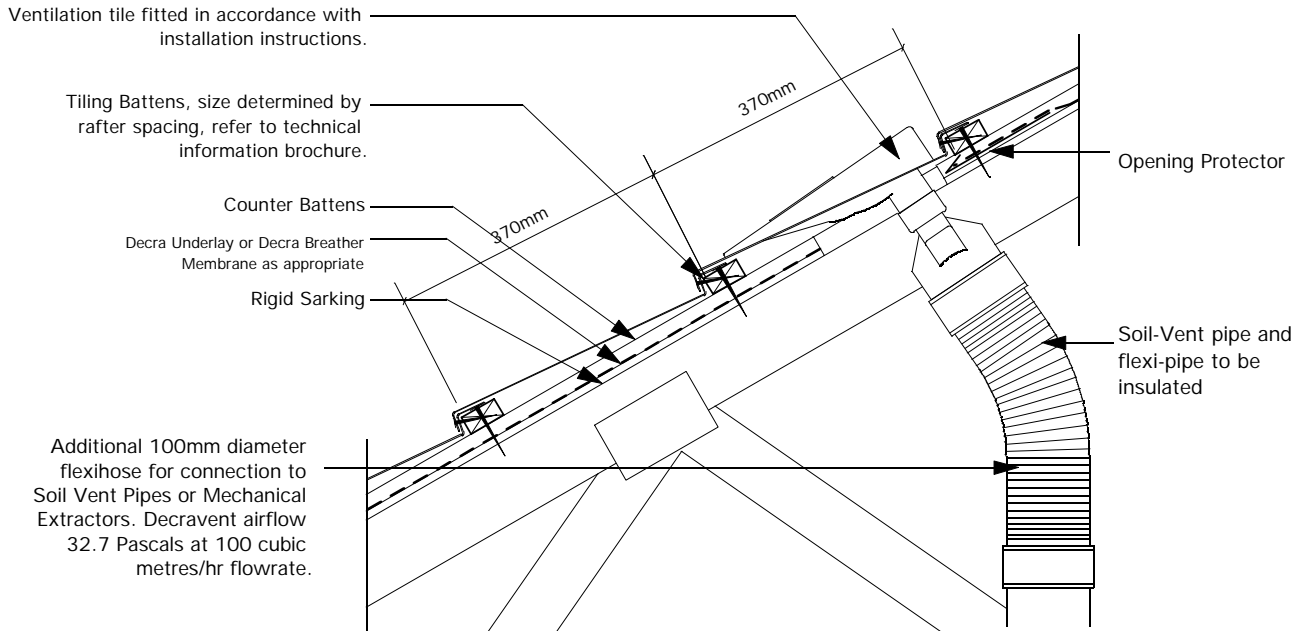 Ventilation tile fitted in accordance with
installation instructions.
370mm
Tiling Battens, size determined by
rafter spacing, refer to technical
information brochure.
Opening Protector
Counter Battens
370mm
Decra Underlay or Decra Breather
Membrane as appropriate
Rigid Sarking
Soil-Vent pipe and
flexi-pipe to be
insulated
Additional 100mm diameter
flexihose for connection to
Soil Vent Pipes or Mechanical
Extractors. Decravent airflow
32.7 Pascals at 100 cubic
metres/hr flowrate.